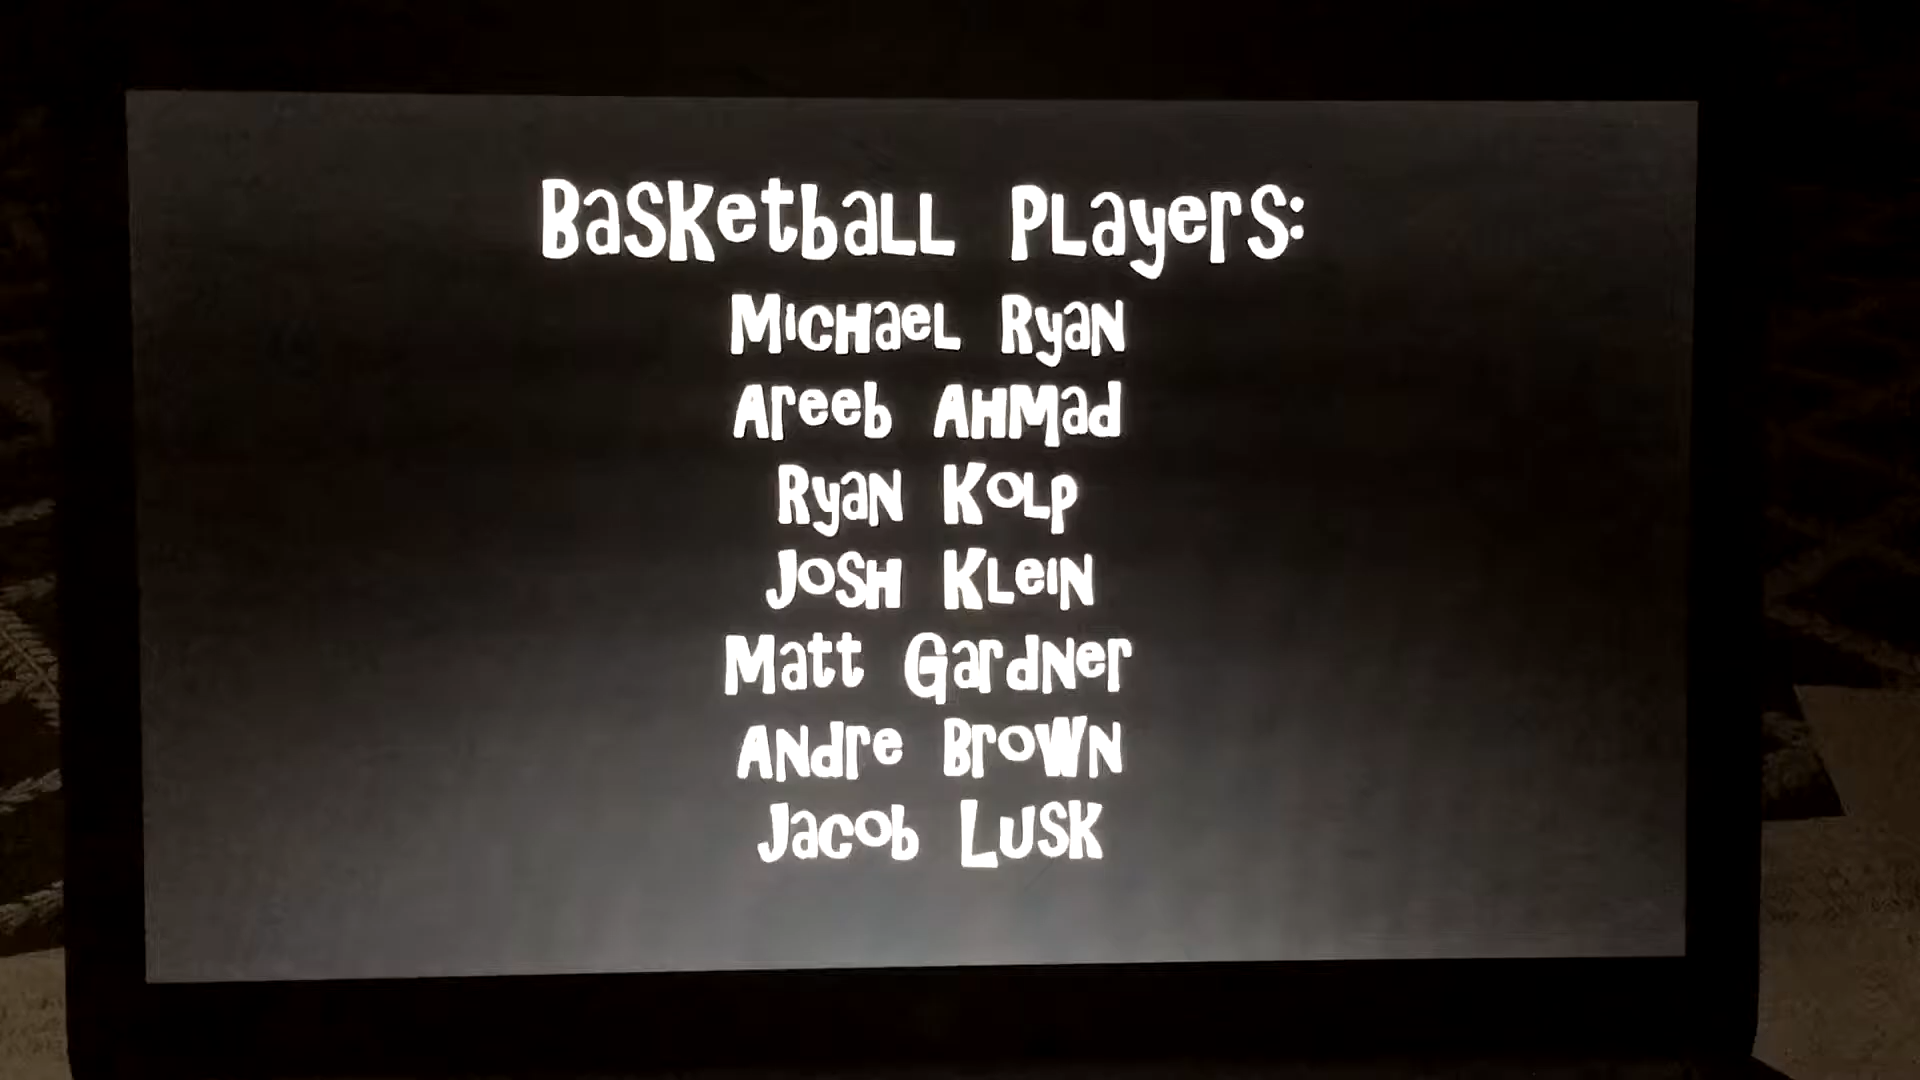 Basketball Players:
Michael Ryan
Areeb Ahmad
Ryan Kolp
Josh Klein
Matt Gardner
Andre Brown
Jacob Lusk